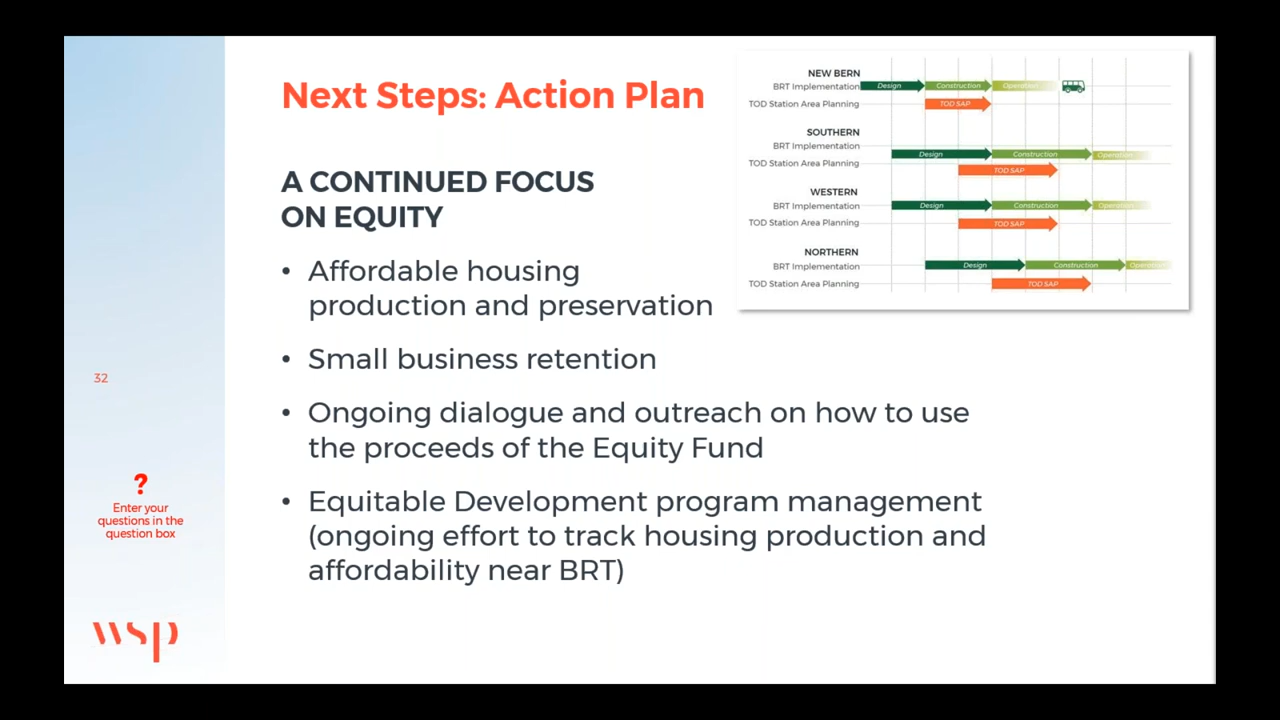 Next Steps: Action Plan
A CONTINUED FOCUS
ON EQUITY
• Affordable housing
production and preservation
• Small business retention
• Ongoing dialogue and outreach on how to use
the proceeds of the Equity Fund
• Equitable Development program management
(ongoing effort to track housing production and
affordability near BRT)
NEW BERN
BRT Implementation Design Construction Operation
TOD Station Area Planning TOD SAP
SOUTHERN
BRT Implementation
Design Construction Operation
TOD Station Area Planning
TOD SAP
WESTERN
BRT Implementation Design Construction Operation
TOD Station Area Planning TOD SAP
NORTHERN
BRT Implementation Design Construction Operation
TOD Station Area Planning TOD SAP
32
?
Enter your
questions in the
question box
wsp